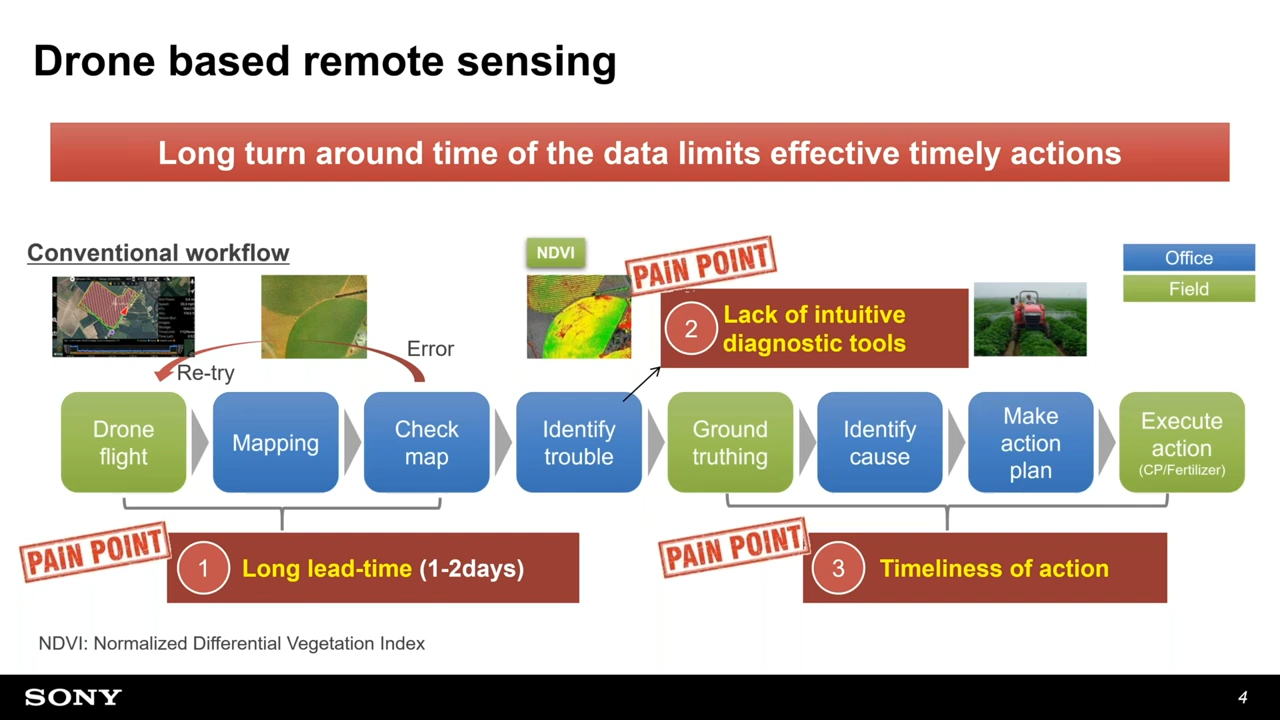 Drone based remote sensing
Long turn around time of the data limits effective timely actions
Conventional workflow
NDVI
PAIN POINT
Office
Field
2
Lack of intuitive
diagnostic tools
Error
Re-try
Drone
flight
Mapping
Check
map
Identify
trouble
Ground
truthing
Identify
cause
Make
action
plan
Execute
action
(CP/Fertilizer)
PAIN POINT
1
Long lead-time (1-2days)
PAIN POINT
3
Timeliness of action
NDVI: Normalized Differential Vegetation Index
SONY
4